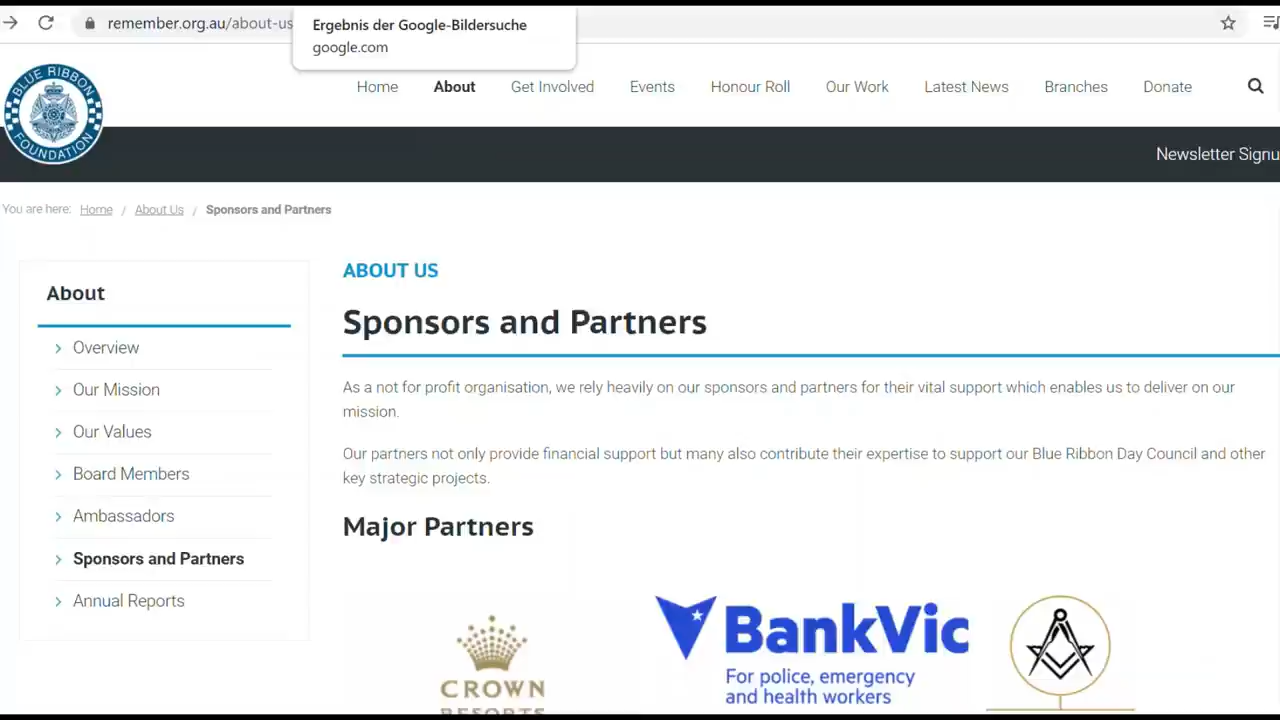 remember.org.au/about-us
Ergebnis der Google-Bildersuche
google.com
BLUE RIBBON
FOUNDATION
Home About Get Involved Events Honour Roll Our Work Latest News Branches Donate
Newsletter Signu
You are here: Home / About Us / Sponsors and Partners
About
Overview
Our Mission
Our Values
Board Members
Ambassadors
Sponsors and Partners
Annual Reports
ABOUT US
Sponsors and Partners
As a not for profit organisation, we rely heavily on our sponsors and partners for their vital support which enables us to deliver on our
mission.
Our partners not only provide financial support but many also contribute their expertise to support our Blue Ribbon Day Council and other
key strategic projects.
Major Partners
CROWN
RESORTS
BankVic
For police, emergency
and health workers